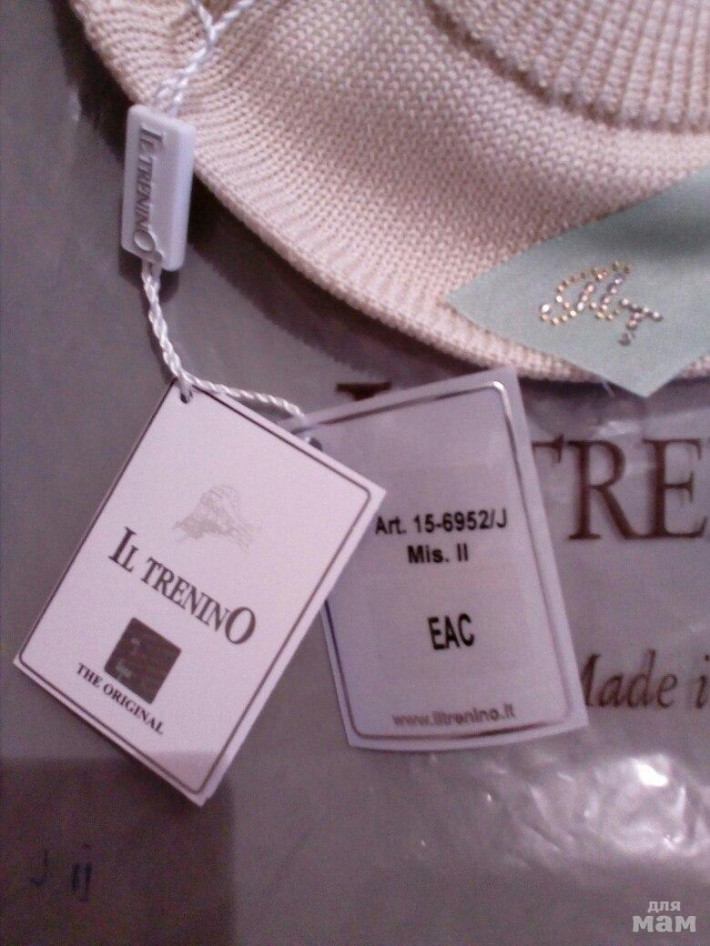 IL TRENINO
IL TRENINO
THE ORIGINAL
Art. 15-6952/J
Mis. II
EAC
www.iltrenino.it
TRE
Made i
для
мам